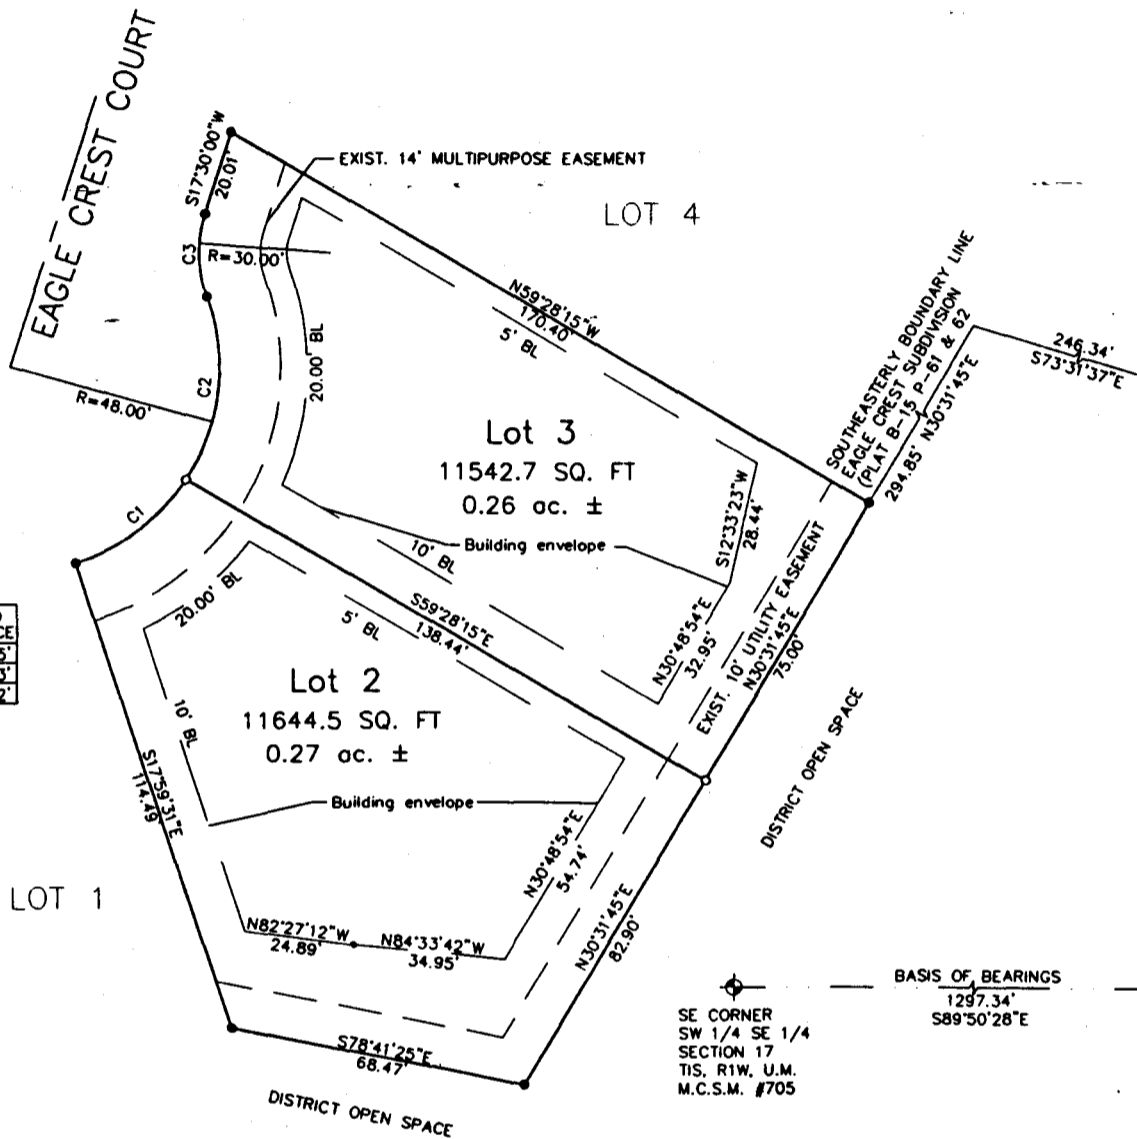 EAGLE CREST COURT
S17°30'00"W
20.01'
EXIST. 14' MULTIPURPOSE EASEMENT
LOT 4
C3
R=30.00'
N59°28'15"W
170.40'
5' BL
SOUTHEASTERLY BOUNDARY LINE
EAGLE CREST SUBDIVISION
(PLAT B-15 P-61 & 62
246.34'
S73°31'37"E
294.85' N30°31'45"E
R=48.00'
C2
20.00' BL
Lot 3
11542.7 SQ. FT
0.26 ac. ±
Building envelope
S12°33'23"W
28.44'
10' BL
C1
20.00' BL
S59°28'15"E
138.44'
5' BL
N30°48'54"E
32.95'
EXIST. 10' UTILITY EASEMENT
N30°31'45"E
75.00'
DISTRICT OPEN SPACE
CE
Lot 2
11644.5 SQ. FT
0.27 ac. ±
10' BL
S17°59'31"E
114.49'
Building envelope
N30°48'54"E
54.74'
LOT 1
N82°27'12"W
24.89'
N84°33'42"W
34.95'
N30°31'45"E
82.90'
S78°41'25"E
68.47'
DISTRICT OPEN SPACE
SE CORNER
SW 1/4 SE 1/4
SECTION 17
TIS, R1W, U.M.
M.C.S.M. #705
BASIS OF BEARINGS
1297.34'
S89°50'28"E